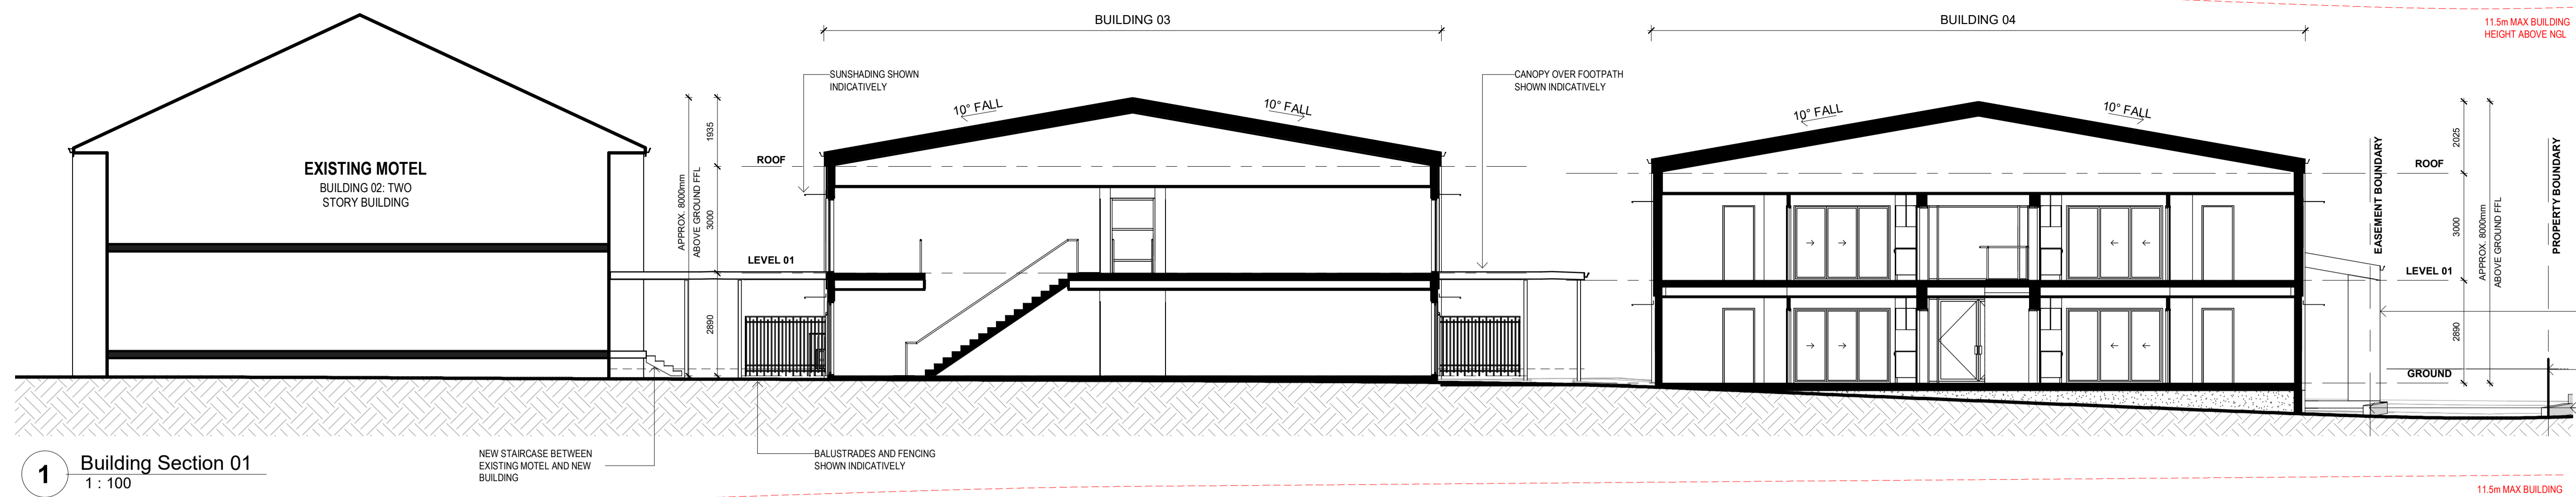 BUILDING 03
BUILDING 04
11.5m MAX BUILDING
HEIGHT ABOVE NGL
SUNSHADING SHOWN
INDICATIVELY
CANOPY OVER FOOTPATH
SHOWN INDICATIVELY
10° FALL
10° FALL
10° FALL
10° FALL
EXISTING MOTEL
BUILDING 02: TWO
STORY BUILDING
APPROX. 8000mm
ABOVE GROUND FFL
1935
3000
2890
ROOF
LEVEL 01
EASEMENT BOUNDARY
ROOF
LEVEL 01
GROUND
2025
3000
2890
APPROX. 8000mm
ABOVE GROUND FFL
PROPERTY BOUNDARY
1
Building Section 01
1 : 100
NEW STAIRCASE BETWEEN
EXISTING MOTEL AND NEW
BUILDING
BALUSTRADES AND FENCING
SHOWN INDICATIVELY
11.5m MAX BUILDING